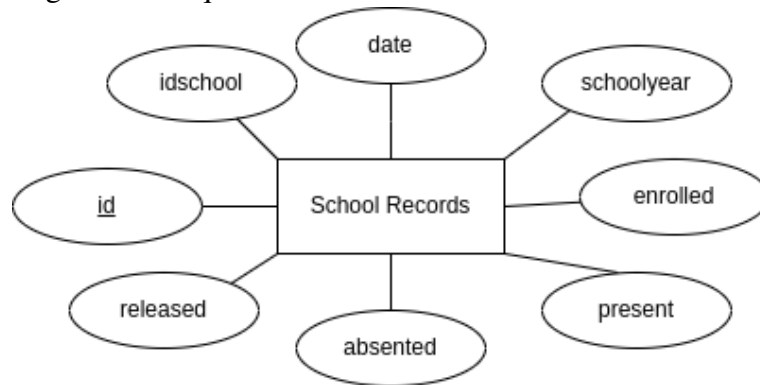 date
idschool
schoolyear
id
School Records
enrolled
released
present
absented